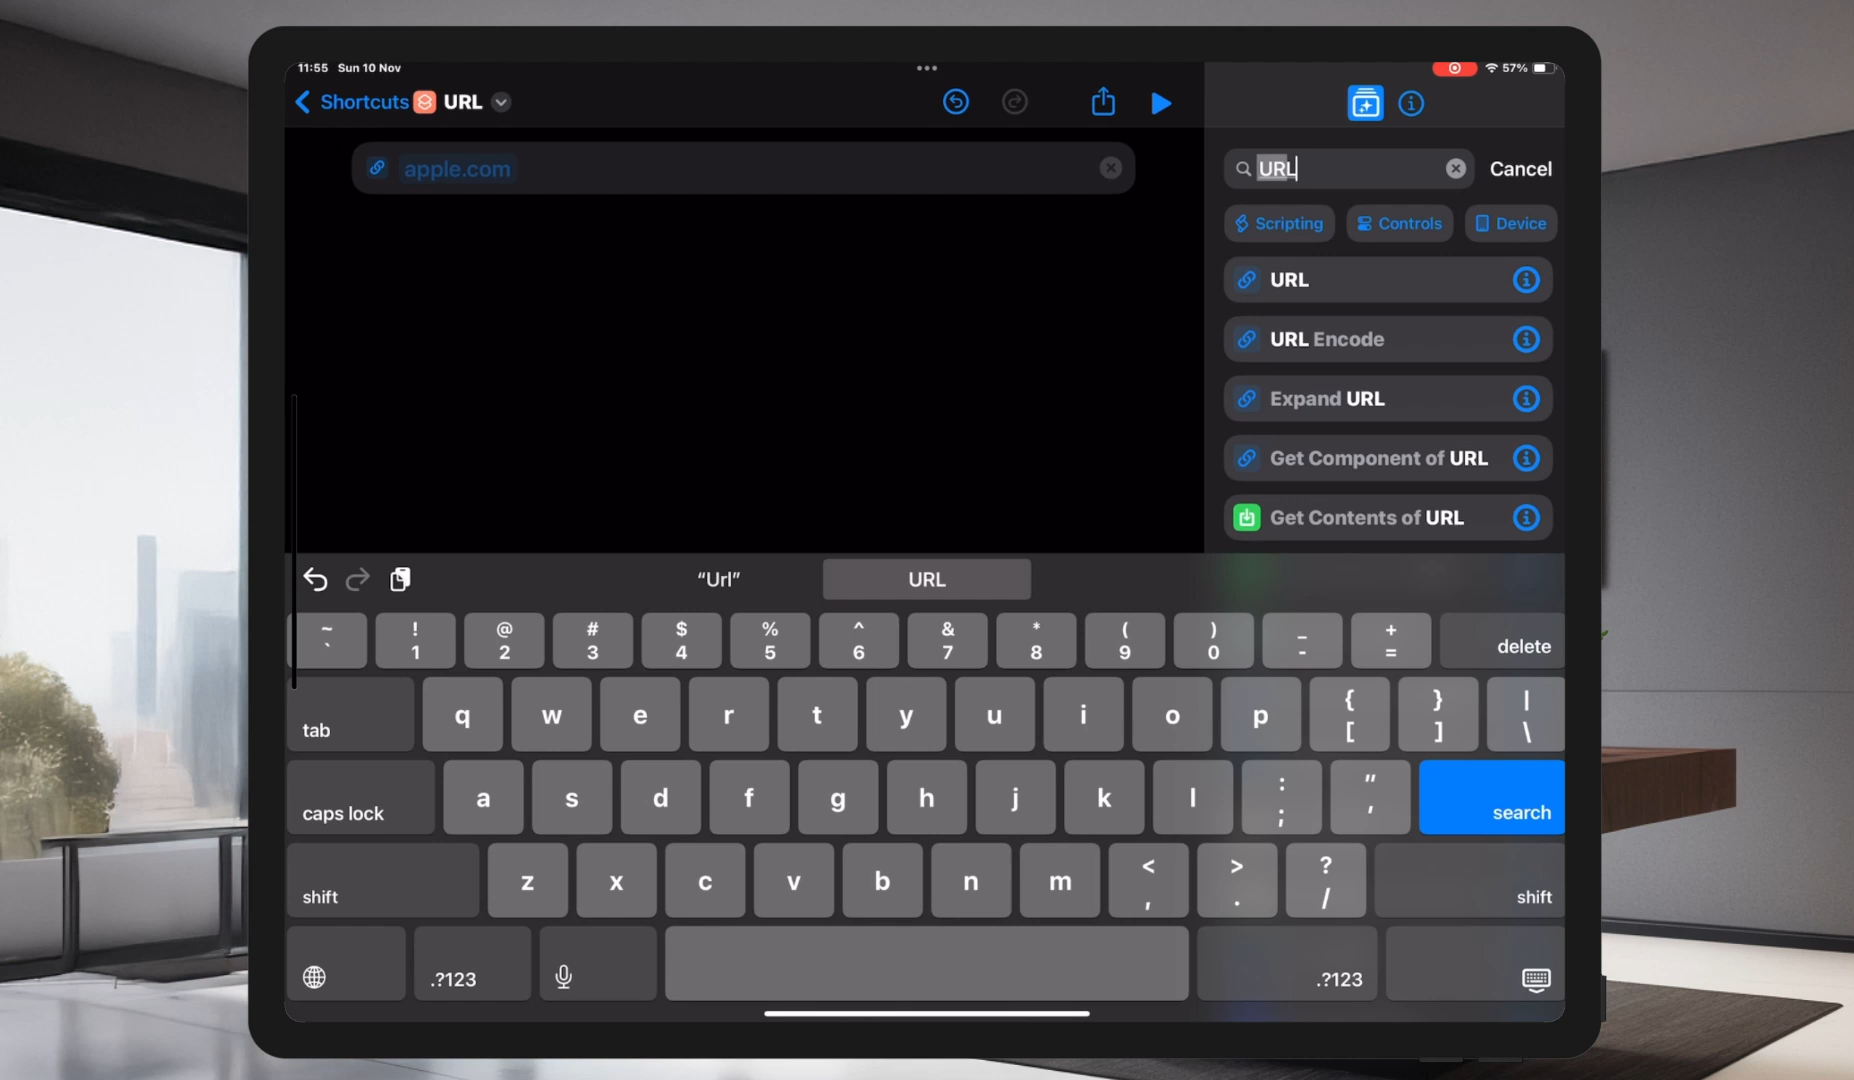 11:55 Sun 10 Nov
57%
Shortcuts URL
apple.com
URL
Cancel
Scripting
Controls
Device
URL
URL Encode
Expand URL
Get Component of URL
Get Contents of URL
“Url”
URL
~ ! @ # $ % ^ & * ( ) _ +
` 1 2 3 4 5 6 7 8 9 0 - = delete
tab q w e r t y u i o p { [ } ] | \
caps lock a s d f g h j k l : ; " ' search
shift z x c v b n m < , > . ? / shift
.?123 .?123